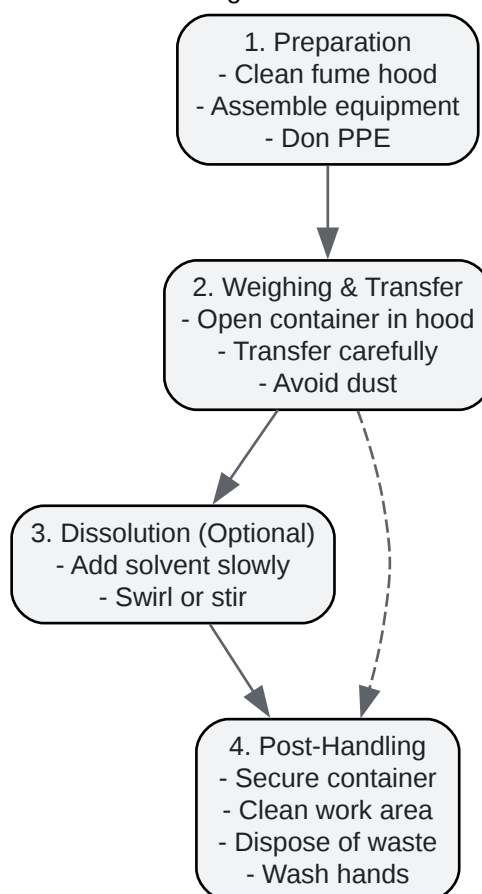 1. Preparation
- Clean fume hood
- Assemble equipment
- Don PPE
2. Weighing & Transfer
- Open container in hood
- Transfer carefully
- Avoid dust
3. Dissolution (Optional)
- Add solvent slowly
- Swirl or stir
4. Post-Handling
- Secure container
- Clean work area
- Dispose of waste
- Wash hands